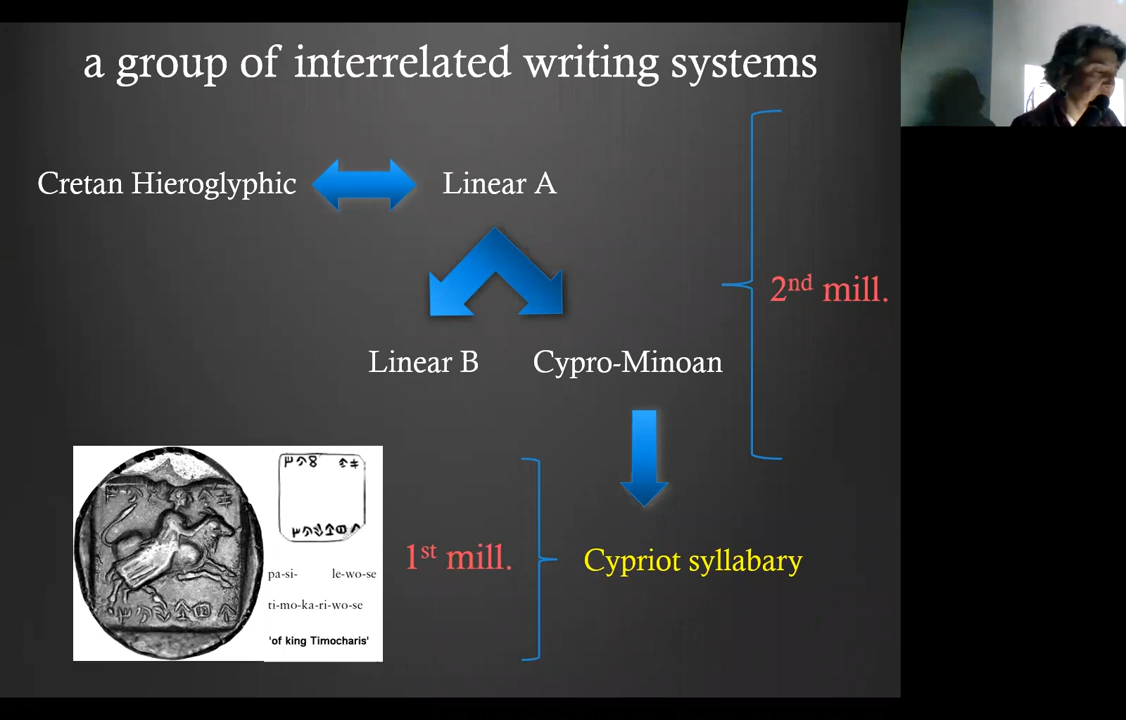 a group of interrelated writing systems
Cretan Hieroglyphic
Linear A
2nd mill.
Linear B
Cypro-Minoan
1st mill.
Cypriot syllabary
pa-si- le-wo-se
ti-mo-ka-ri-wo-se
'of king Timocharis'